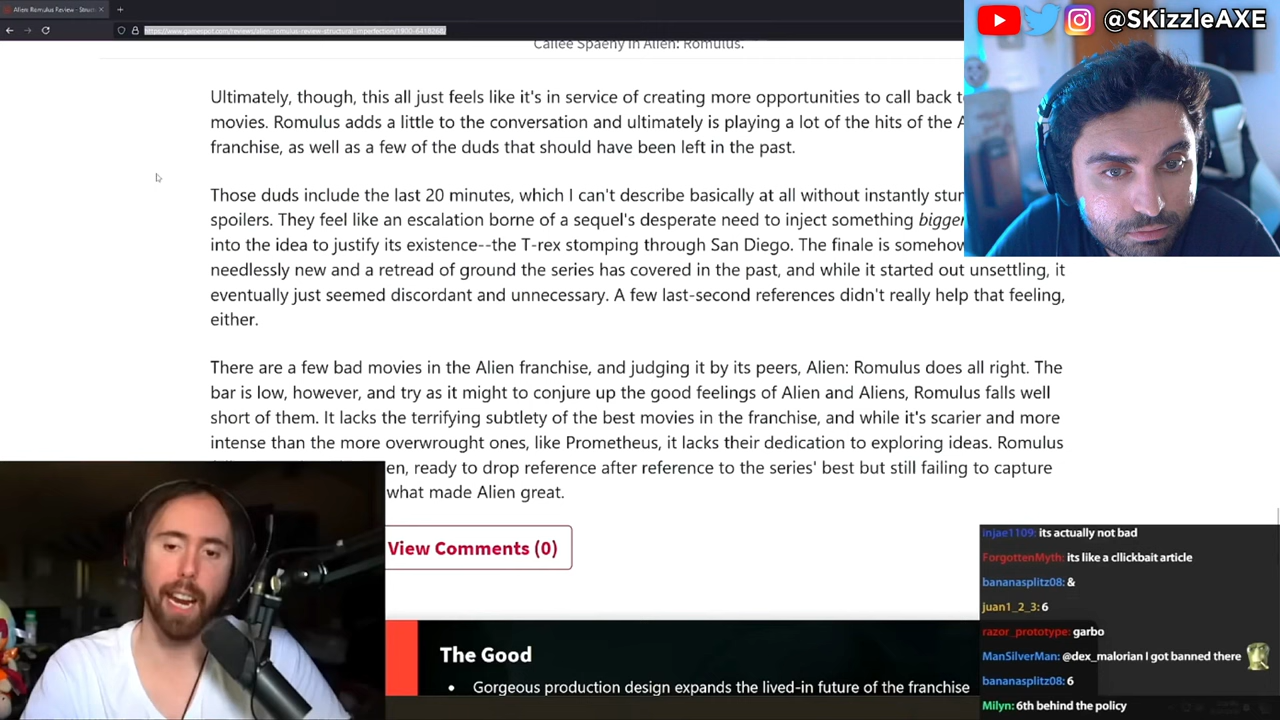 Alien Romulus Review - Struct
@SKizzleAXE
Callee Spaeny in Alien: Romulus.
Ultimately, though, this all just feels like it's in service of creating more opportunities to call back t
movies. Romulus adds a little to the conversation and ultimately is playing a lot of the hits of the A
franchise, as well as a few of the duds that should have been left in the past.
Those duds include the last 20 minutes, which I can't describe basically at all without instantly stu
spoilers. They feel like an escalation borne of a sequel's desperate need to inject something bigger
into the idea to justify its existence--the T-rex stomping through San Diego. The finale is somehow
needlessly new and a retread of ground the series has covered in the past, and while it started out unsettling, it
eventually just seemed discordant and unnecessary. A few last-second references didn't really help that feeling,
either.
There are a few bad movies in the Alien franchise, and judging it by its peers, Alien: Romulus does all right. The
bar is low, however, and try as it might to conjure up the good feelings of Alien and Aliens, Romulus falls well
short of them. It lacks the terrifying subtlety of the best movies in the franchise, and while it's scarier and more
intense than the more overwrought ones, like Prometheus, it lacks their dedication to exploring ideas. Romulus
en, ready to drop reference after reference to the series' best but still failing to capture
what made Alien great.
View Comments (0)
The Good
• Gorgeous production design expands the lived-in future of the franchise
injae1109: its actually not bad
ForgottenMyth: its like a cllickbait article
bananasplitz08: &
juan1_2_3: 6
razor_prototype: garbo
ManSilverMan: @dex_malorian I got banned there
bananasplitz08: 6
Milyn: 6th behind the policy